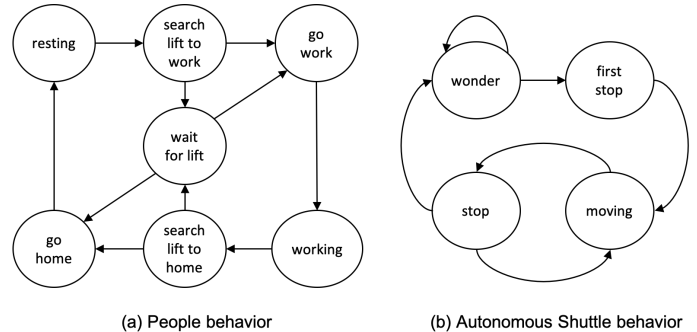 resting
search
lift to
work
go
work
wait
for lift
go
home
search
lift to
home
working
wonder
first
stop
stop
moving
(a) People behavior
(b) Autonomous Shuttle behavior